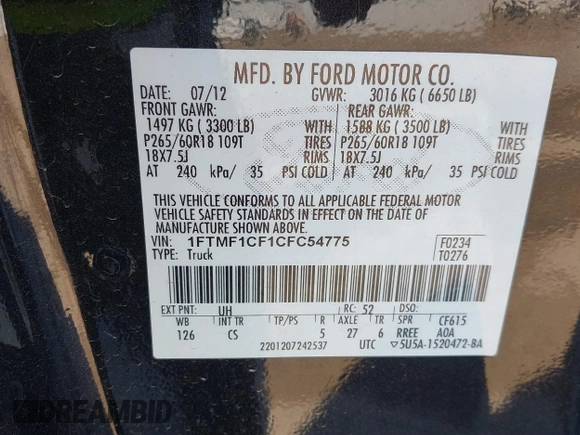 MFD. BY FORD MOTOR CO.
DATE: 07/12 GVWR: 3016 KG ( 6650 LB)
FRONT GAWR: REAR GAWR:
1497 KG ( 3300 LB) WITH 1588 KG ( 3500 LB) WITH
P265/60R18 109T TIRES P265/60R18 109T TIRES
18X7.5J RIMS 18X7.5J RIMS
AT 240 kPa/ 35 PSI COLD AT 240 kPa/ 35 PSI COLD
THIS VEHICLE CONFORMS TO ALL APPLICABLE FEDERAL MOTOR
VEHICLE SAFETY STANDARDS IN EFFECT ON THE DATE OF
MANUFACTURE SHOWN ABOVE.
VIN: 1FTMF1CF1CFC54775 F0234
TYPE: Truck T0276
EXT PNT: UH RC: 52 DSO:
WB INT TR TP/PS R AXLE TR SPR CF615
126 CS 5 27 6 RREE AOA
2201207242537 UTC 5U5A-1520472-BA
DREAMBID